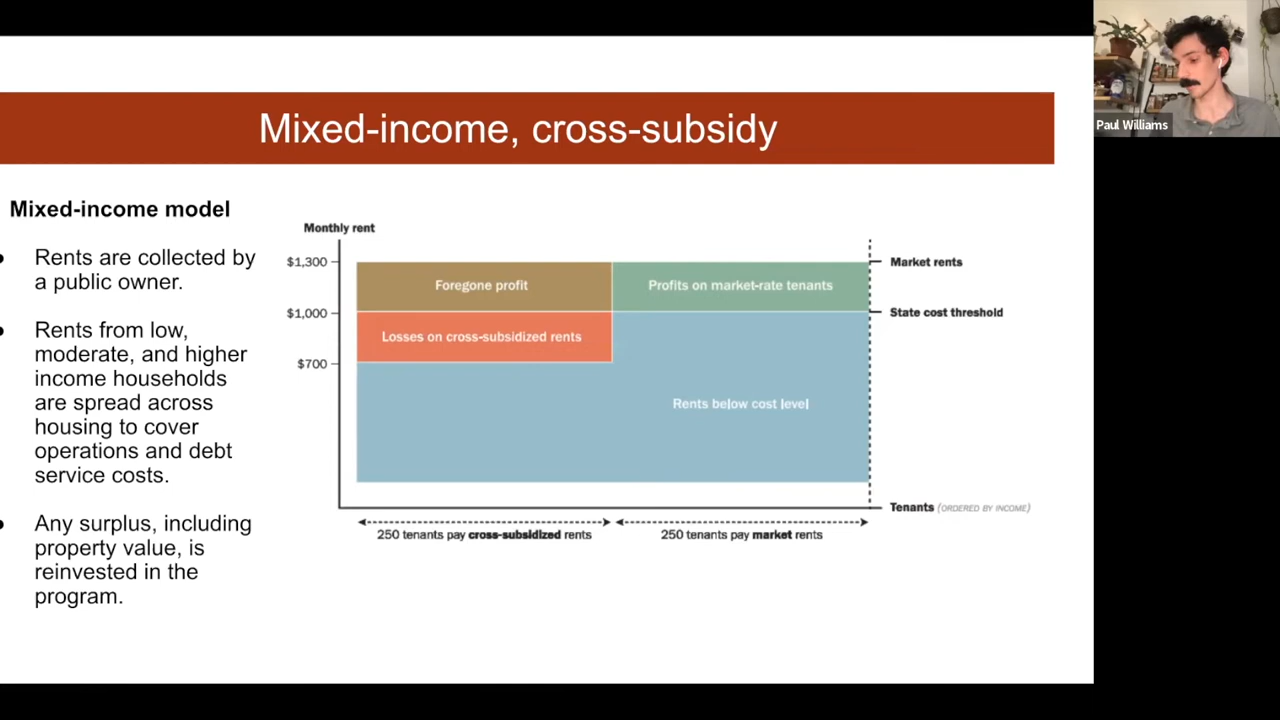 Mixed-income, cross-subsidy
Paul Williams
Mixed-income model
Rents are collected by
a public owner.
Rents from low,
moderate, and higher
income households
are spread across
housing to cover
operations and debt
service costs.
Any surplus, including
property value, is
reinvested in the
program.
Monthly rent
$1,300
$1,000
$700
Foregone profit
Profits on market-rate tenants
Losses on cross-subsidized rents
Rents below cost level
Market rents
State cost threshold
Tenants (ORDERED BY INCOME)
250 tenants pay cross-subsidized rents
250 tenants pay market rents